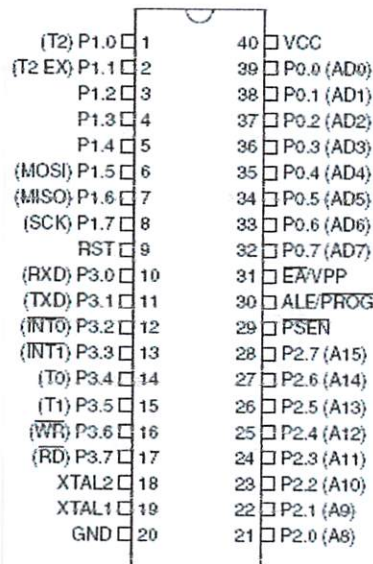 (T2) P1.0 1 40 VCC
(T2 EX) P1.1 2 39 P0.0 (AD0)
P1.2 3 38 P0.1 (AD1)
P1.3 4 37 P0.2 (AD2)
P1.4 5 36 P0.3 (AD3)
(MOSI) P1.5 6 35 P0.4 (AD4)
(MISO) P1.6 7 34 P0.5 (AD5)
(SCK) P1.7 8 33 P0.6 (AD6)
RST 9 32 P0.7 (AD7)
(RXD) P3.0 10 31 E̅A̅/VPP
(TXD) P3.1 11 30 ALE/P̅R̅O̅G̅
(I̅N̅T̅0̅) P3.2 12 29 P̅S̅E̅N̅
(I̅N̅T̅1̅) P3.3 13 28 P2.7 (A15)
(T0) P3.4 14 27 P2.6 (A14)
(T1) P3.5 15 26 P2.5 (A13)
(W̅R̅) P3.6 16 25 P2.4 (A12)
(R̅D̅) P3.7 17 24 P2.3 (A11)
XTAL2 18 23 P2.2 (A10)
XTAL1 19 22 P2.1 (A9)
GND 20 21 P2.0 (A8)